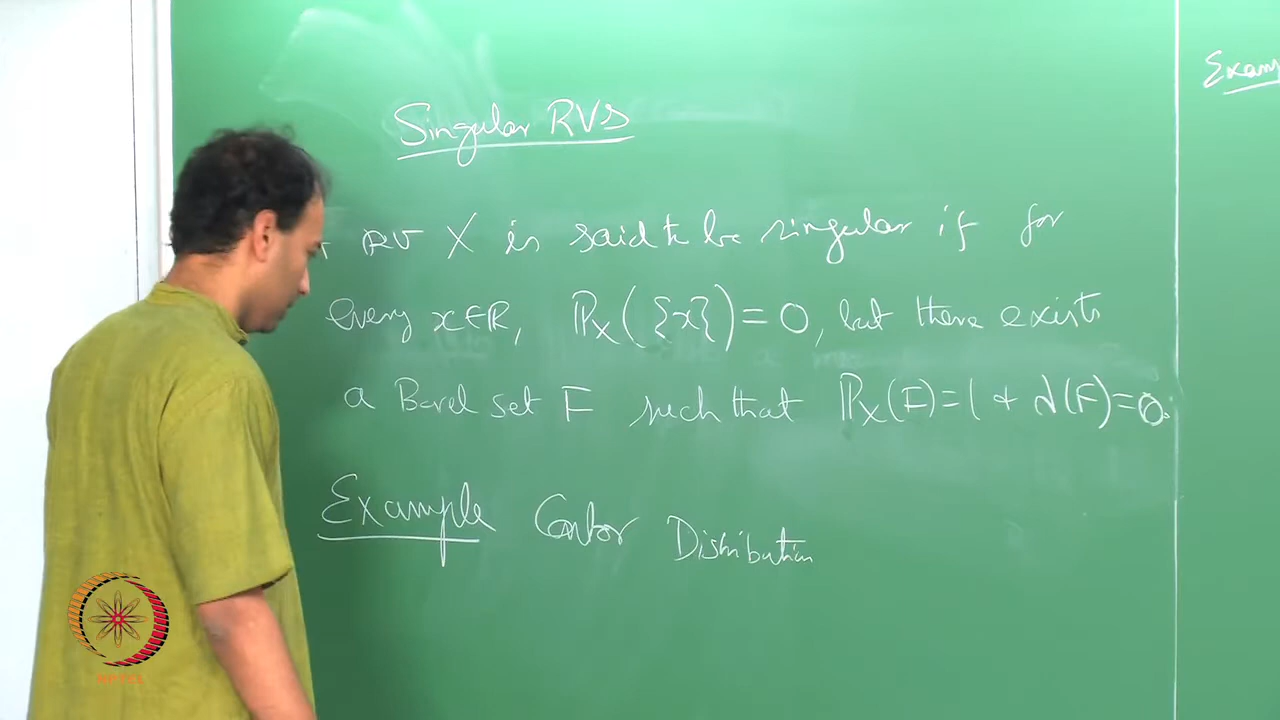 Singular RVs
RV X is said to be singular if for
every x∈ℝ, ℙ_X({x})=0, but there exists
a Borel set F such that ℙ_X(F)=1 & λ(F)=0.
Example Cantor Distribution
Exam
NPTEL